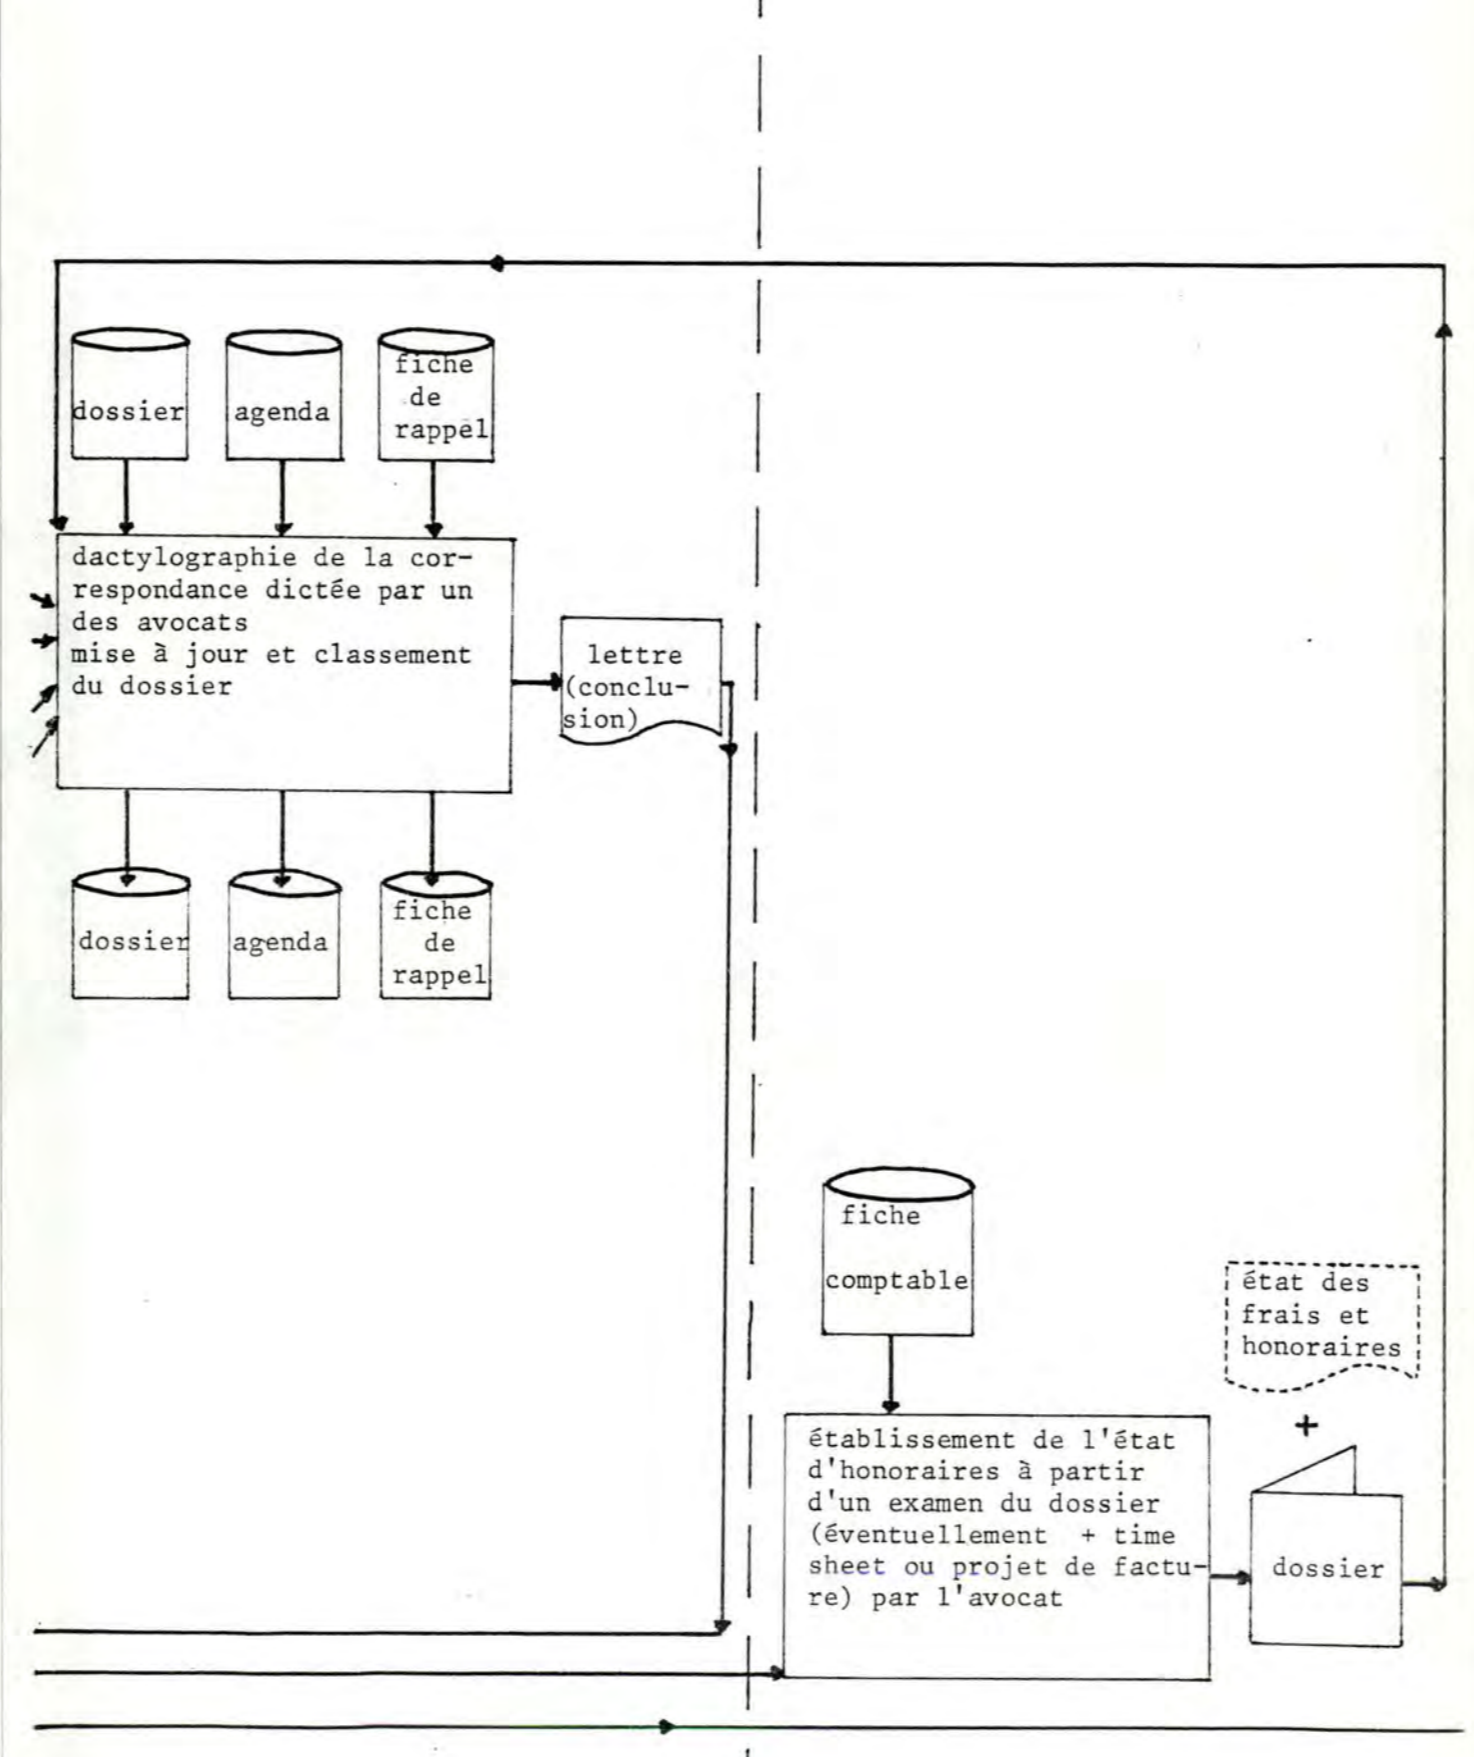 dossier
agenda
fiche
de
rappel
dactylographie de la cor-
respondance dictée par un
des avocats
mise à jour et classement
du dossier
lettre
(conclu-
sion)
dossier
agenda
fiche
de
rappel
fiche
comptable
état des
frais et
honoraires
+
établissement de l'état
d'honoraires à partir
d'un examen du dossier
(éventuellement + time
sheet ou projet de factu-
re) par l'avocat
dossier